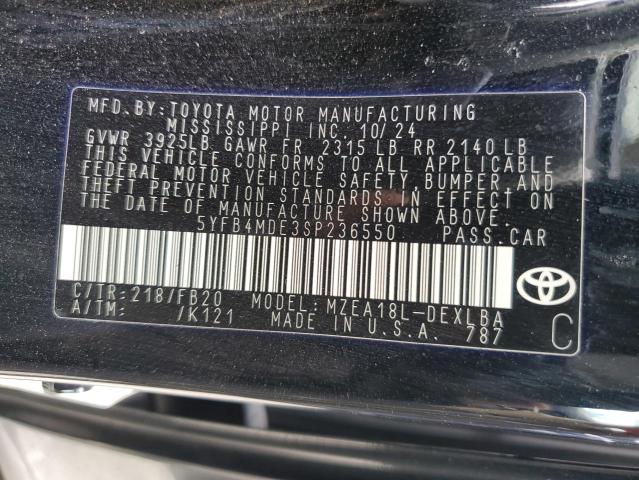 MFD. BY: TOYOTA MOTOR MANUFACTURING
MISSISSIPPI INC. 10/24
GVWR 3925LB GAWR FR 2315 LB RR 2140 LB
THIS VEHICLE CONFORMS TO ALL APPLICABLE
FEDERAL MOTOR VEHICLE SAFETY, BUMPER, AND
THEFT PREVENTION STANDARDS IN EFFECT ON
THE DATE OF MANUFACTURE SHOWN ABOVE.
5YFB4MDE3SP236550 PASS. CAR
C/TR: 218/FB20 MODEL: MZEA18L-DEXLBA
A/TM: /K121 MADE IN U.S.A. 787
TOYOTA
C